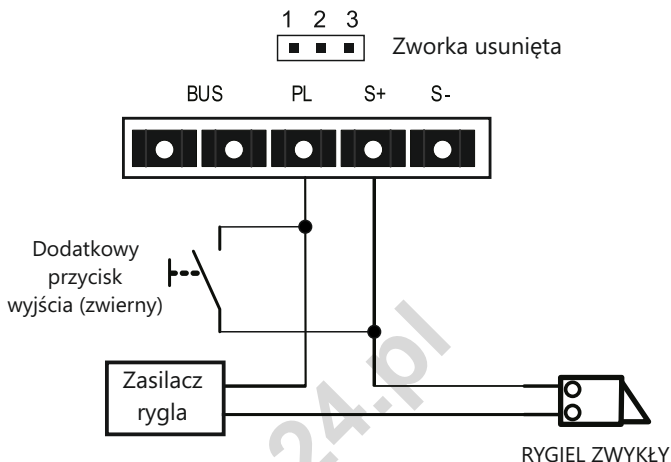 1 2 3
Zworka usunięta
BUS PL S+ S-
Dodatkowy
przycisk
wyjścia (zwierny)
Zasilacz
rygla
RYGIEL ZWYKŁY
24.pl